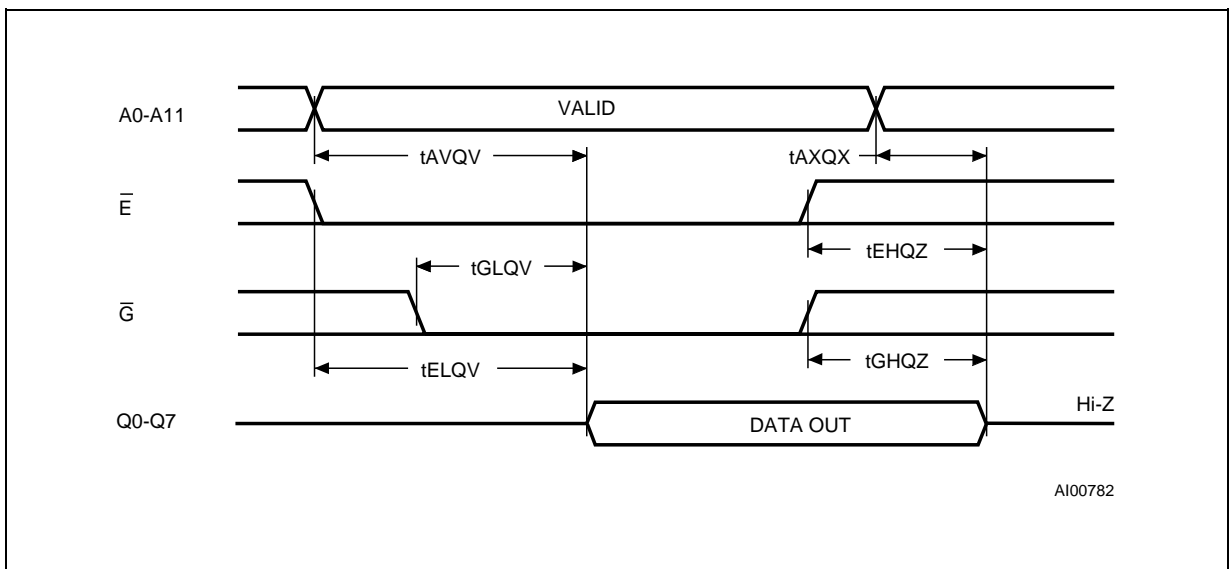 A0-A11
VALID
tAVQV
tAXQX
E̅
tEHQZ
tGLQV
G̅
tELQV
tGHQZ
Q0-Q7
DATA OUT
Hi-Z
AI00782